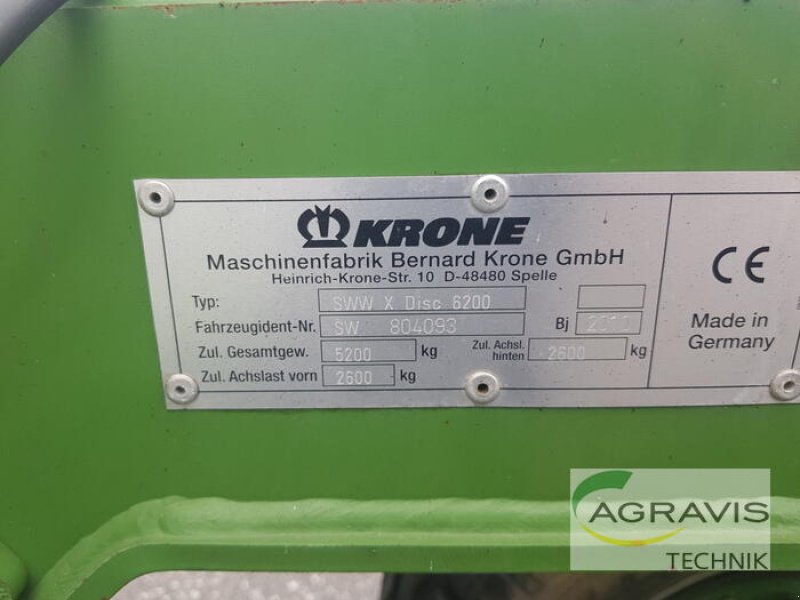 KRONE
Maschinenfabrik Bernard Krone GmbH
Heinrich-Krone-Str. 10 D-48480 Spelle
Typ: SWW X Disc 6200
Fahrzeugident-Nr. SW 804093 Bj
Zul. Gesamtgew. 5200 kg Zul. Achsl. hinten 2600 kg
Zul. Achslast vorn 2600 kg
CE
Made in
Germany
AGRAVIS
TECHNIK